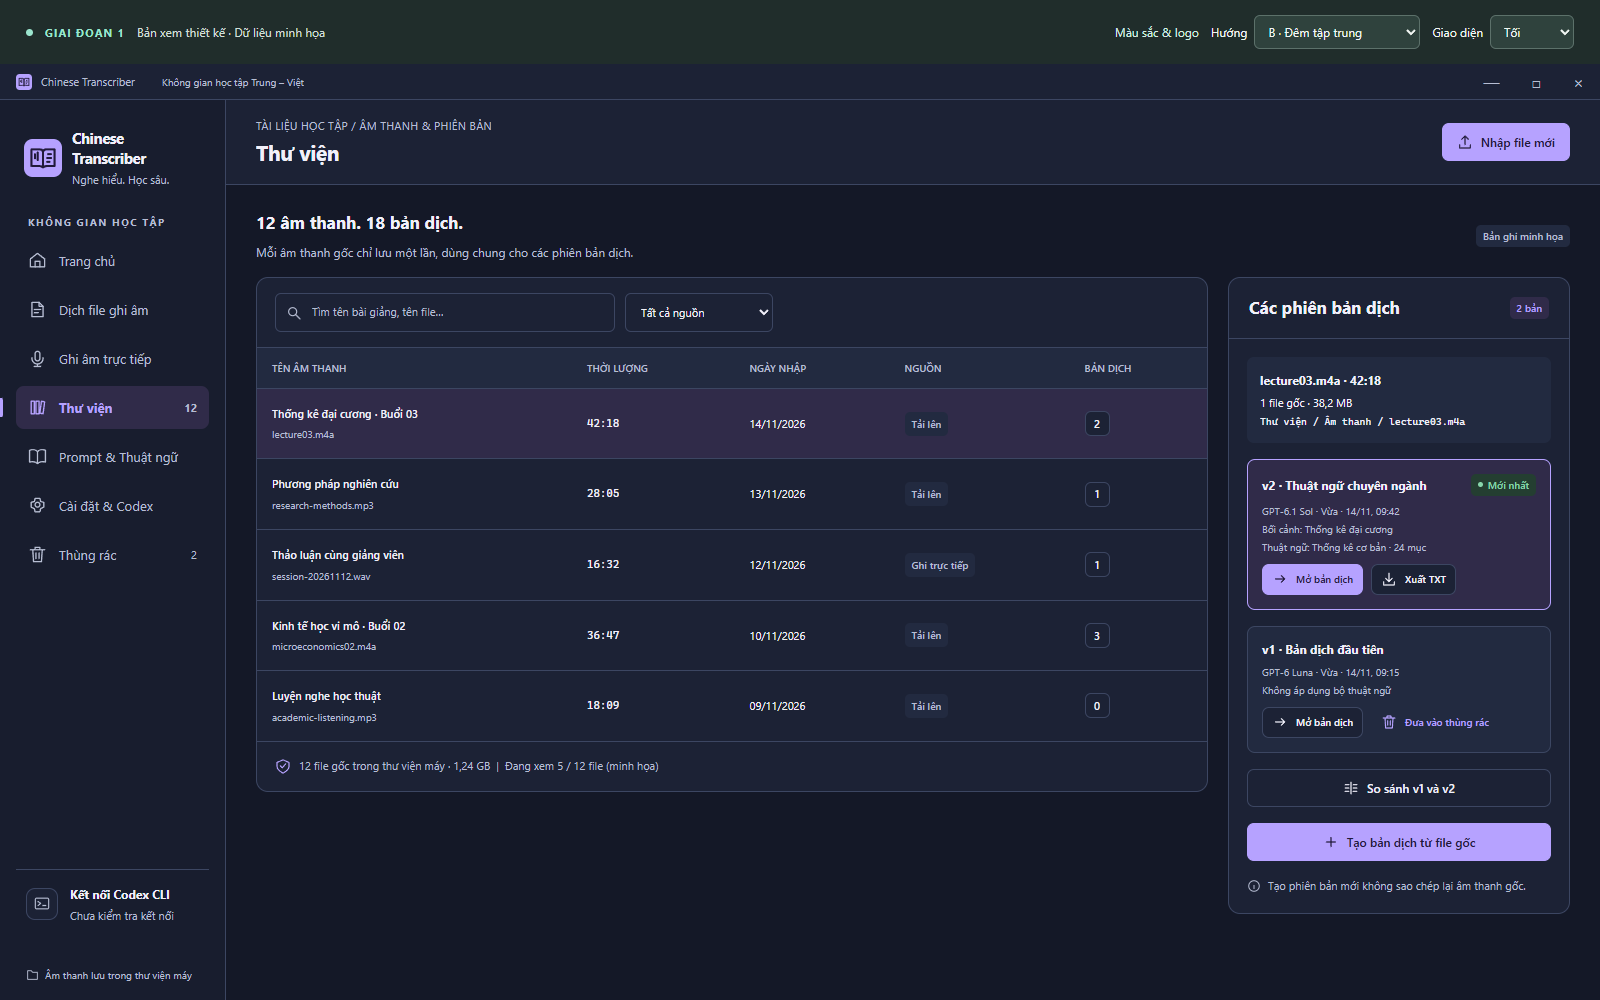 GIAI ĐOẠN 1 Bản xem thiết kế · Dữ liệu minh họa
Màu sắc & logo Hướng B · Đêm tập trung Giao diện Tối
Chinese Transcriber Không gian học tập Trung – Việt
Chinese
Transcriber
Nghe hiểu. Học sâu.
KHÔNG GIAN HỌC TẬP
Trang chủ
Dịch file ghi âm
Ghi âm trực tiếp
Thư viện 12
Prompt & Thuật ngữ
Cài đặt & Codex
Thùng rác 2
Kết nối Codex CLI
Chưa kiểm tra kết nối
Âm thanh lưu trong thư viện máy
TÀI LIỆU HỌC TẬP / ÂM THANH & PHIÊN BẢN
Thư viện
Nhập file mới
12 âm thanh. 18 bản dịch.
Mỗi âm thanh gốc chỉ lưu một lần, dùng chung cho các phiên bản dịch.
Bản ghi minh họa
Tìm tên bài giảng, tên file...
Tất cả nguồn
TÊN ÂM THANH THỜI LƯỢNG NGÀY NHẬP NGUỒN BẢN DỊCH
Thống kê đại cương · Buổi 03
lecture03.m4a
42:18 14/11/2026 Tải lên 2
Phương pháp nghiên cứu
research-methods.mp3
28:05 13/11/2026 Tải lên 1
Thảo luận cùng giảng viên
session-20261112.wav
16:32 12/11/2026 Ghi trực tiếp 1
Kinh tế học vi mô · Buổi 02
microeconomics02.m4a
36:47 10/11/2026 Tải lên 3
Luyện nghe học thuật
academic-listening.mp3
18:09 09/11/2026 Tải lên 0
12 file gốc trong thư viện máy · 1,24 GB | Đang xem 5 / 12 file (minh họa)
Các phiên bản dịch 2 bản
lecture03.m4a · 42:18
1 file gốc · 38,2 MB
Thư viện / Âm thanh / lecture03.m4a
v2 · Thuật ngữ chuyên ngành Mới nhất
GPT-6.1 Sol · Vừa · 14/11, 09:42
Bối cảnh: Thống kê đại cương
Thuật ngữ: Thống kê cơ bản · 24 mục
Mở bản dịch Xuất TXT
v1 · Bản dịch đầu tiên
GPT-6 Luna · Vừa · 14/11, 09:15
Không áp dụng bộ thuật ngữ
Mở bản dịch Đưa vào thùng rác
So sánh v1 và v2
Tạo bản dịch từ file gốc
Tạo phiên bản mới không sao chép lại âm thanh gốc.